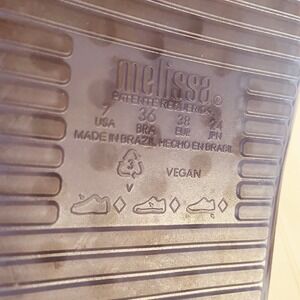 melissa®
PATENTE REQUERIDA
7 36 38 24
USA BRA EUR JPN
MADE IN BRAZIL HECHO EN BRASIL
3
V
VEGAN